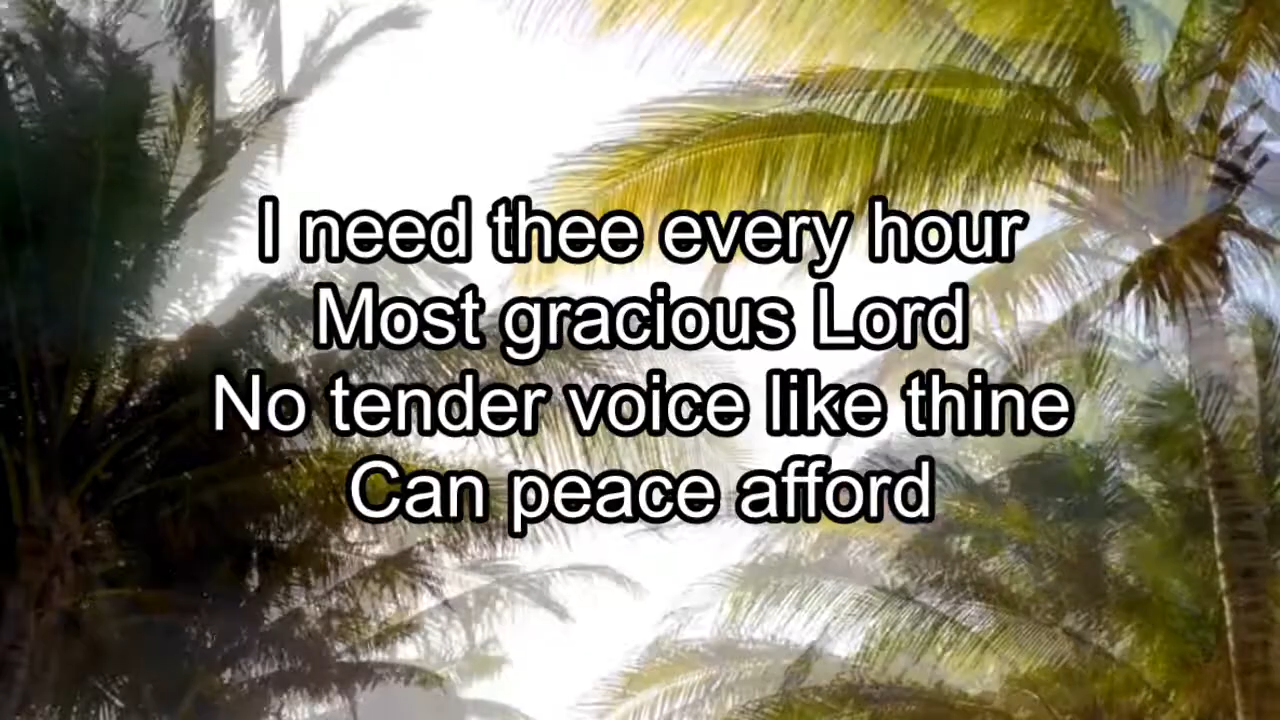 I need thee every hour
Most gracious Lord
No tender voice like thine
Can peace afford